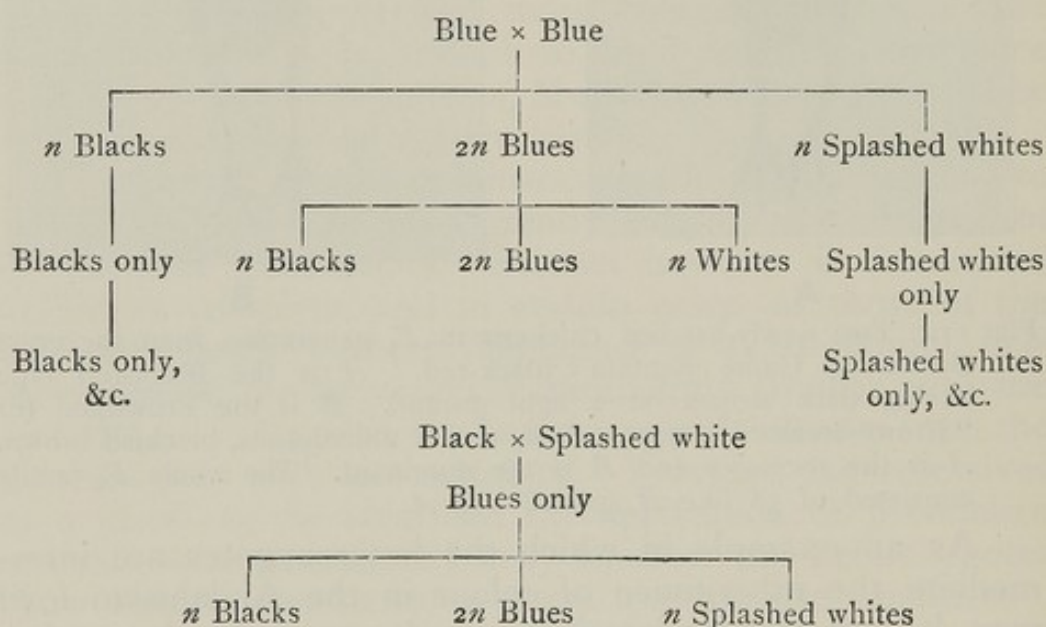 Blue × Blue
n Blacks 2n Blues n Splashed whites
Blacks only n Blacks 2n Blues n Whites Splashed whites
only
Blacks only, Splashed whites
&c. only, &c.
Black × Splashed white
Blues only
n Blacks 2n Blues n Splashed whites